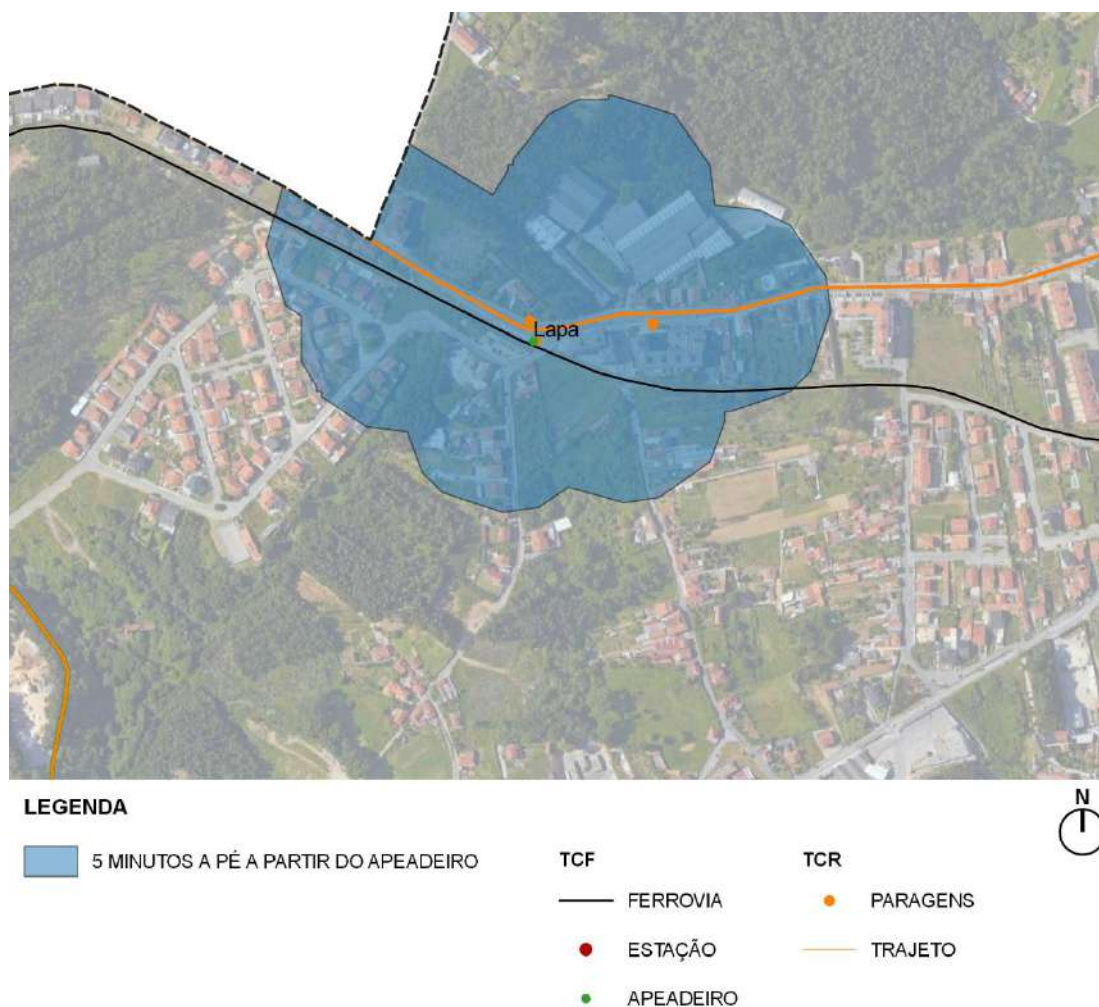 Lapa
LEGENDA
N
5 MINUTOS A PÉ A PARTIR DO APEADEIRO
TCF
TCR
FERROVIA
PARAGENS
ESTAÇÃO
TRAJETO
APEADEIRO